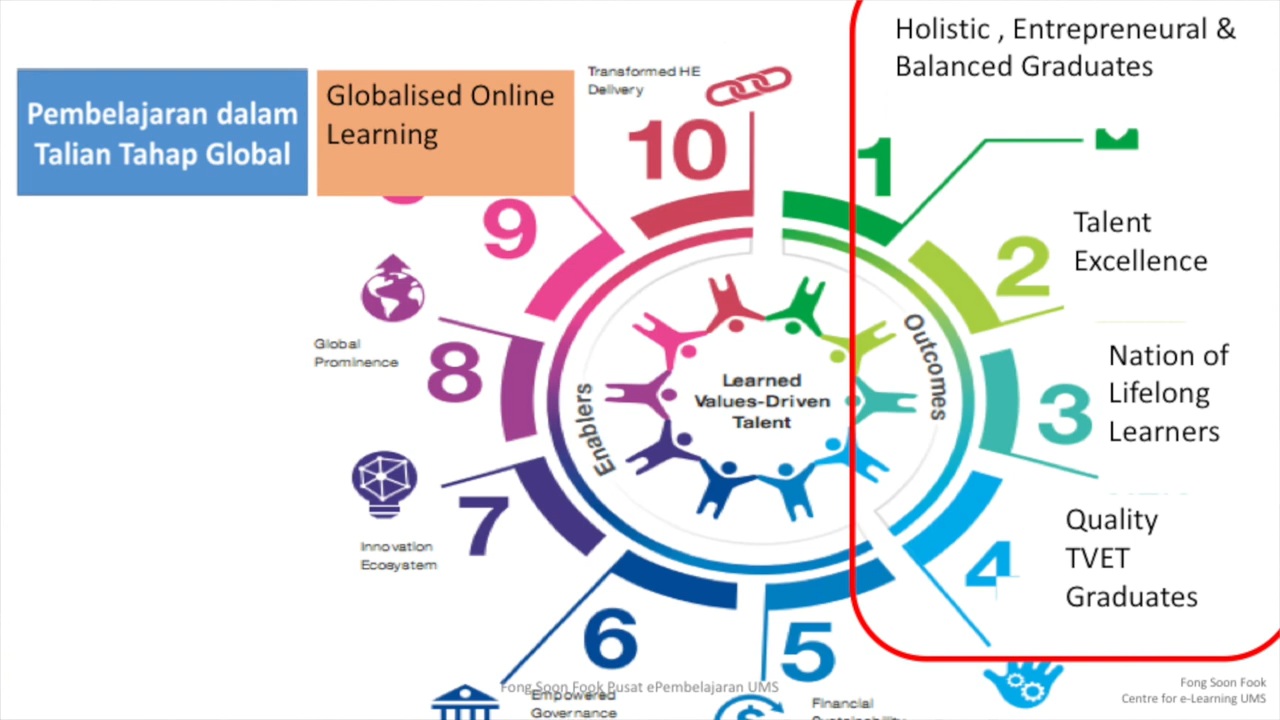 Holistic , Entrepreneural &
Balanced Graduates
Pembelajaran dalam
Talian Tahap Global
Globalised Online
Learning
Transformed HE
Delivery
10
1
9
2
Talent
Excellence
Global
Prominence
8
Nation of
Lifelong
Learners
3
Outcomes
Enablers
Learned
Values-Driven
Talent
7
Innovation
Ecosystem
Quality
TVET
Graduates
4
6
5
Empowered
Governance
Fong Soon Fook Pusat ePembelajaran UMS
Financial
Sustainability
Fong Soon Fook
Centre for e-Learning UMS